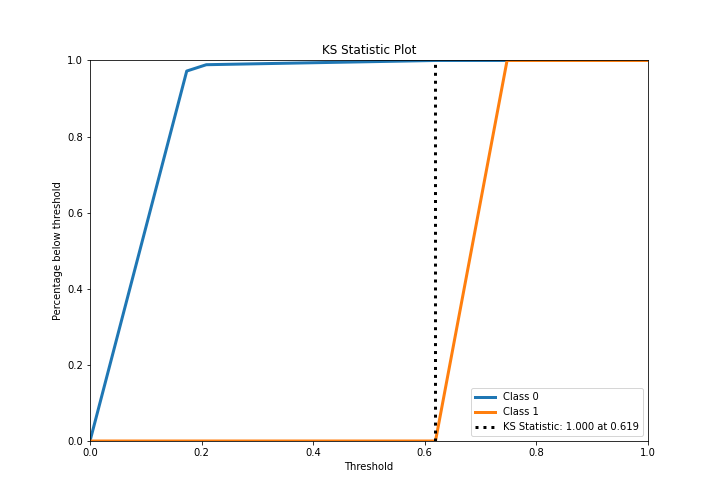 KS Statistic Plot
1.0
0.8
0.6
0.4
0.2
0.0
Percentage below threshold
0.0 0.2 0.4 0.6 0.8 1.0
Threshold
Class 0
Class 1
KS Statistic: 1.000 at 0.619